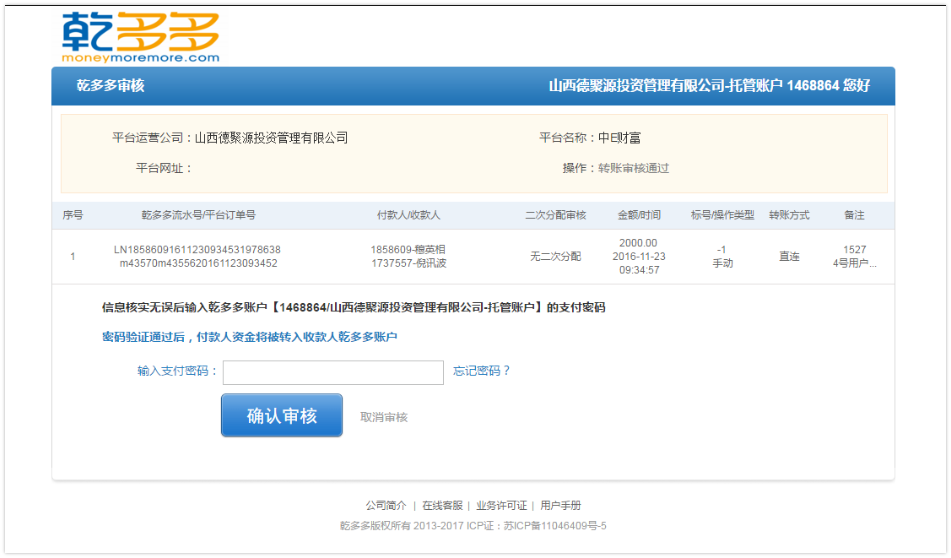 乾多多
moneymoremore.com
乾多多审核 山西德聚源投资管理有限公司-托管账户 1468864 您好
平台运营公司：山西德聚源投资管理有限公司 平台名称：中E财富
平台网址： 操作：转账审核通过
序号 乾多多流水号/平台订单号 付款人/收款人 二次分配审核 金额/时间 标号/操作类型 转账方式 备注
1 LN18586091611230934531978638 1858609-穆英相 无二次分配 2000.00 -1 直连 1527
m43570m4355620161123093452 1737557-倪讯波 2016-11-23 手动 4号用户...
09:34:57
信息核实无误后输入乾多多账户【1468864/山西德聚源投资管理有限公司-托管账户】的支付密码
密码验证通过后，付款人资金将被转入收款人乾多多账户
输入支付密码： 忘记密码？
确认审核 取消审核
公司简介 | 在线客服 | 业务许可证 | 用户手册
乾多多版权所有 2013-2017 ICP证：苏ICP备11046409号-5